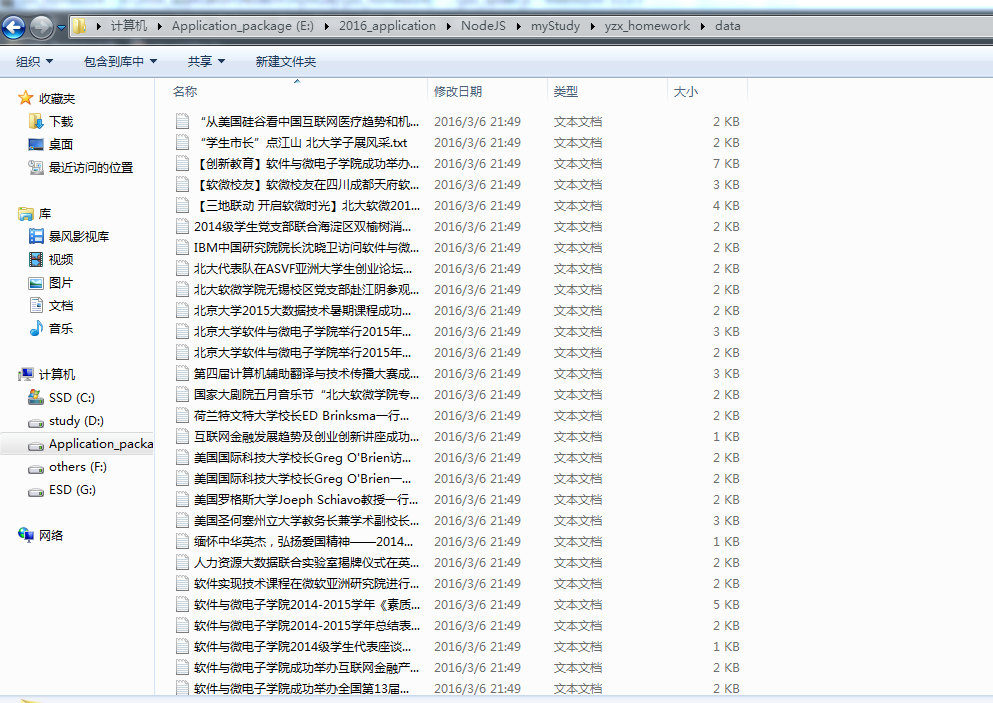 计算机 Application_package (E:) 2016_application NodeJS myStudy yzx_homework data
组织 包含到库中 共享 新建文件夹
收藏夹
下载
桌面
最近访问的位置
库
暴风影视库
视频
图片
文档
音乐
计算机
SSD (C:)
study (D:)
Application_packa
others (F:)
ESD (G:)
网络
名称 修改日期 类型 大小
“从美国硅谷看中国互联网医疗趋势和机... 2016/3/6 21:49 文本文档 2 KB
“学生市长”点江山 北大学子展风采.txt 2016/3/6 21:49 文本文档 2 KB
【创新教育】软件与微电子学院成功举办... 2016/3/6 21:49 文本文档 7 KB
【软微校友】软微校友在四川成都天府软... 2016/3/6 21:49 文本文档 3 KB
【三地联动 开启软微时光】北大软微201... 2016/3/6 21:49 文本文档 4 KB
2014级学生党支部联合海淀区双榆树消... 2016/3/6 21:49 文本文档 2 KB
IBM中国研究院院长沈晓卫访问软件与微... 2016/3/6 21:49 文本文档 2 KB
北大代表队在ASVF亚洲大学生创业论坛... 2016/3/6 21:49 文本文档 2 KB
北大软微学院无锡校区党支部赴江阴参观... 2016/3/6 21:49 文本文档 2 KB
北京大学2015大数据技术暑期课程成功... 2016/3/6 21:49 文本文档 2 KB
北京大学软件与微电子学院举行2015年... 2016/3/6 21:49 文本文档 3 KB
北京大学软件与微电子学院举行2015年... 2016/3/6 21:49 文本文档 2 KB
第四届计算机辅助翻译与技术传播大赛成... 2016/3/6 21:49 文本文档 3 KB
国家大剧院五月音乐节“北大软微学院专... 2016/3/6 21:49 文本文档 2 KB
荷兰特文特大学校长ED Brinksma一行... 2016/3/6 21:49 文本文档 2 KB
互联网金融发展趋势及创业创新讲座成功... 2016/3/6 21:49 文本文档 1 KB
美国国际科技大学校长Greg O'Brien访... 2016/3/6 21:49 文本文档 2 KB
美国国际科技大学校长Greg O'Brien一... 2016/3/6 21:49 文本文档 2 KB
美国罗格斯大学Joeph Schiavo教授一行... 2016/3/6 21:49 文本文档 2 KB
美国圣何塞州立大学教务长兼学术副校长... 2016/3/6 21:49 文本文档 3 KB
缅怀中华英杰，弘扬爱国精神——2014... 2016/3/6 21:49 文本文档 1 KB
人力资源大数据联合实验室揭牌仪式在英... 2016/3/6 21:49 文本文档 2 KB
软件实现技术课程在微软亚洲研究院进行... 2016/3/6 21:49 文本文档 2 KB
软件与微电子学院2014-2015学年《素质... 2016/3/6 21:49 文本文档 5 KB
软件与微电子学院2014-2015学年总结表... 2016/3/6 21:49 文本文档 2 KB
软件与微电子学院2014级学生代表座谈... 2016/3/6 21:49 文本文档 1 KB
软件与微电子学院成功举办互联网金融产... 2016/3/6 21:49 文本文档 2 KB
软件与微电子学院成功举办全国第13届... 2016/3/6 21:49 文本文档 2 KB